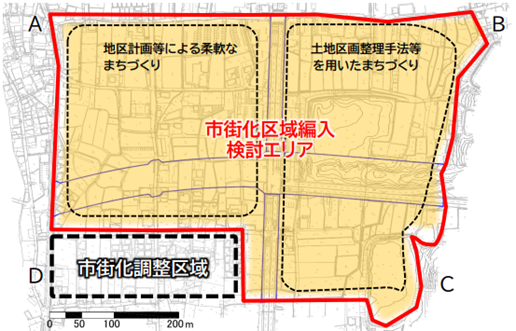 A
B
地区計画等による柔軟な
まちづくり
土地区画整理手法等
を用いたまちづくり
市街化区域編入
検討エリア
D
市街化調整区域
C
0 50 100 200 m